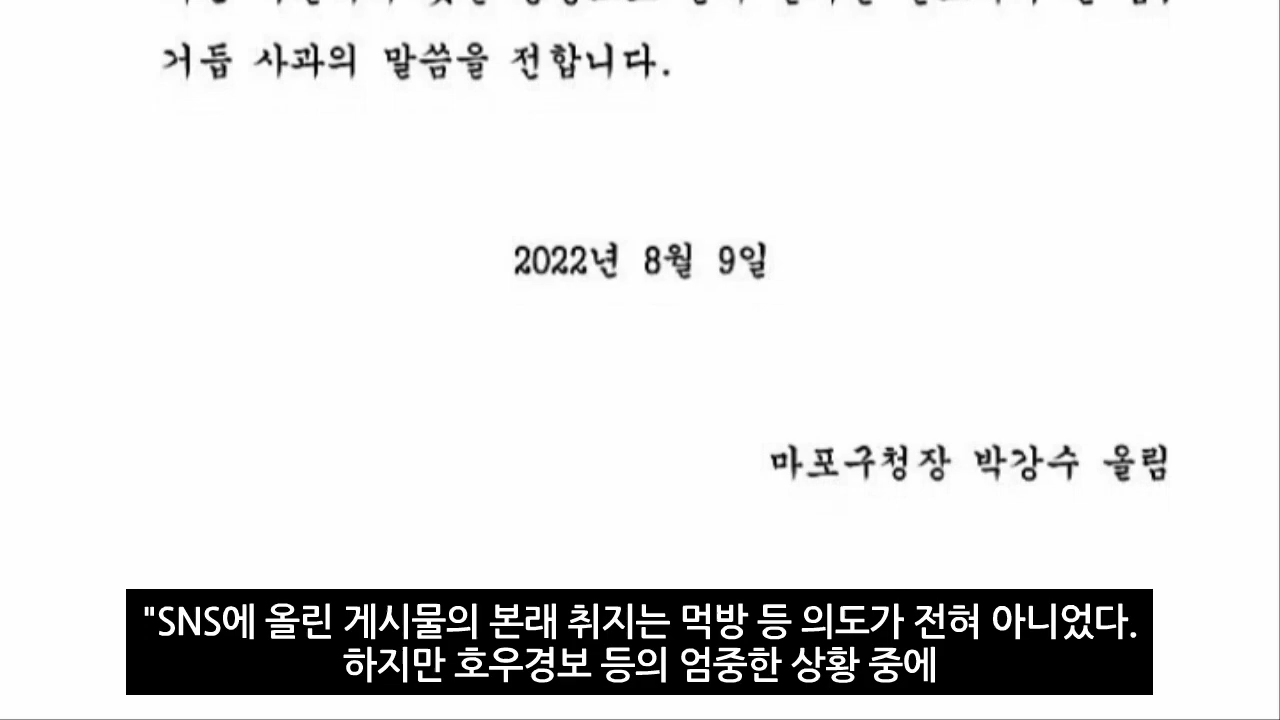 거듭 사과의 말씀을 전합니다.
2022년 8월 9일
마포구청장 박강수 올림
"SNS에 올린 게시물의 본래 취지는 먹방 등 의도가 전혀 아니었다.
하지만 호우경보 등의 엄중한 상황 중에